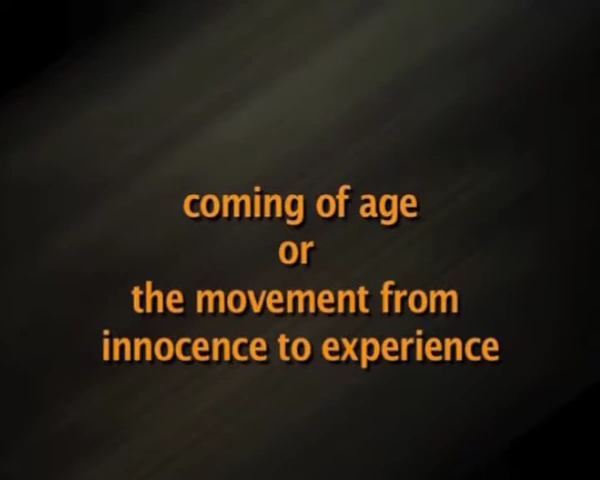 coming of age
or
the movement from
innocence to experience